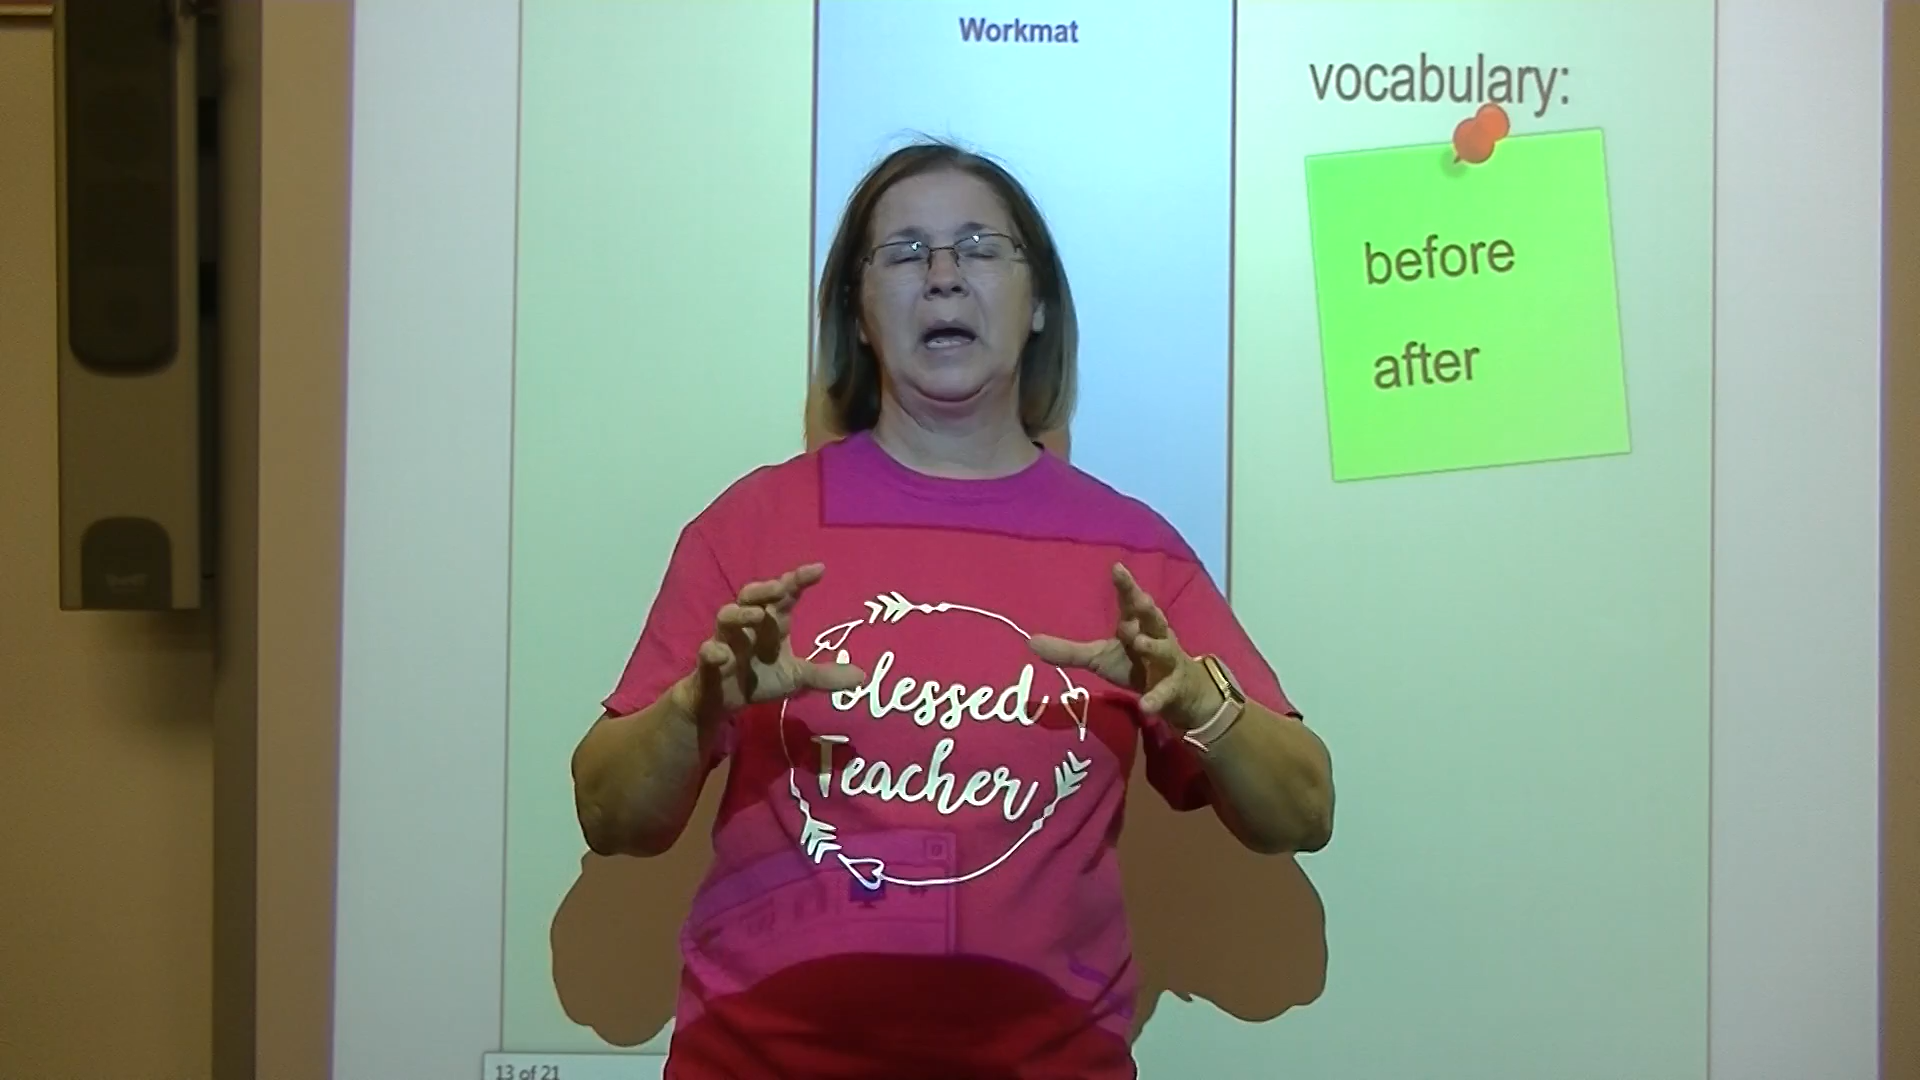 Workmat
vocabulary:
before
after
blessed
Teacher
13 of 21